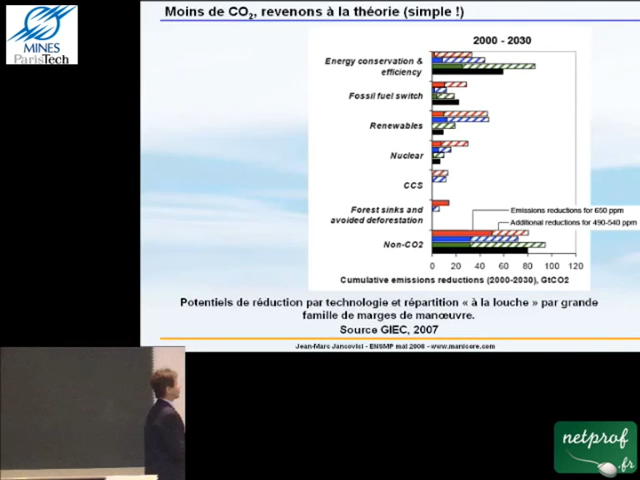 Moins de CO2, revenons à la théorie (simple !)
MINES
ParisTech
2000 - 2030
Energy conservation &
efficiency
Fossil fuel switch
Renewables
Nuclear
CCS
Forest sinks and
avoided deforestation
Non-CO2
Emissions reductions for 650 ppm
Additional reductions for 490-540 ppm
0 20 40 60 80 100 120
Cumulative emissions reductions (2000-2030), GtCO2
Potentiels de réduction par technologie et répartition « à la louche » par grande
famille de marges de manœuvre.
Source GIEC, 2007
Jean-Marc Jancovici - ENSMP mai 2008 - www.manicore.com
netprof
.fr